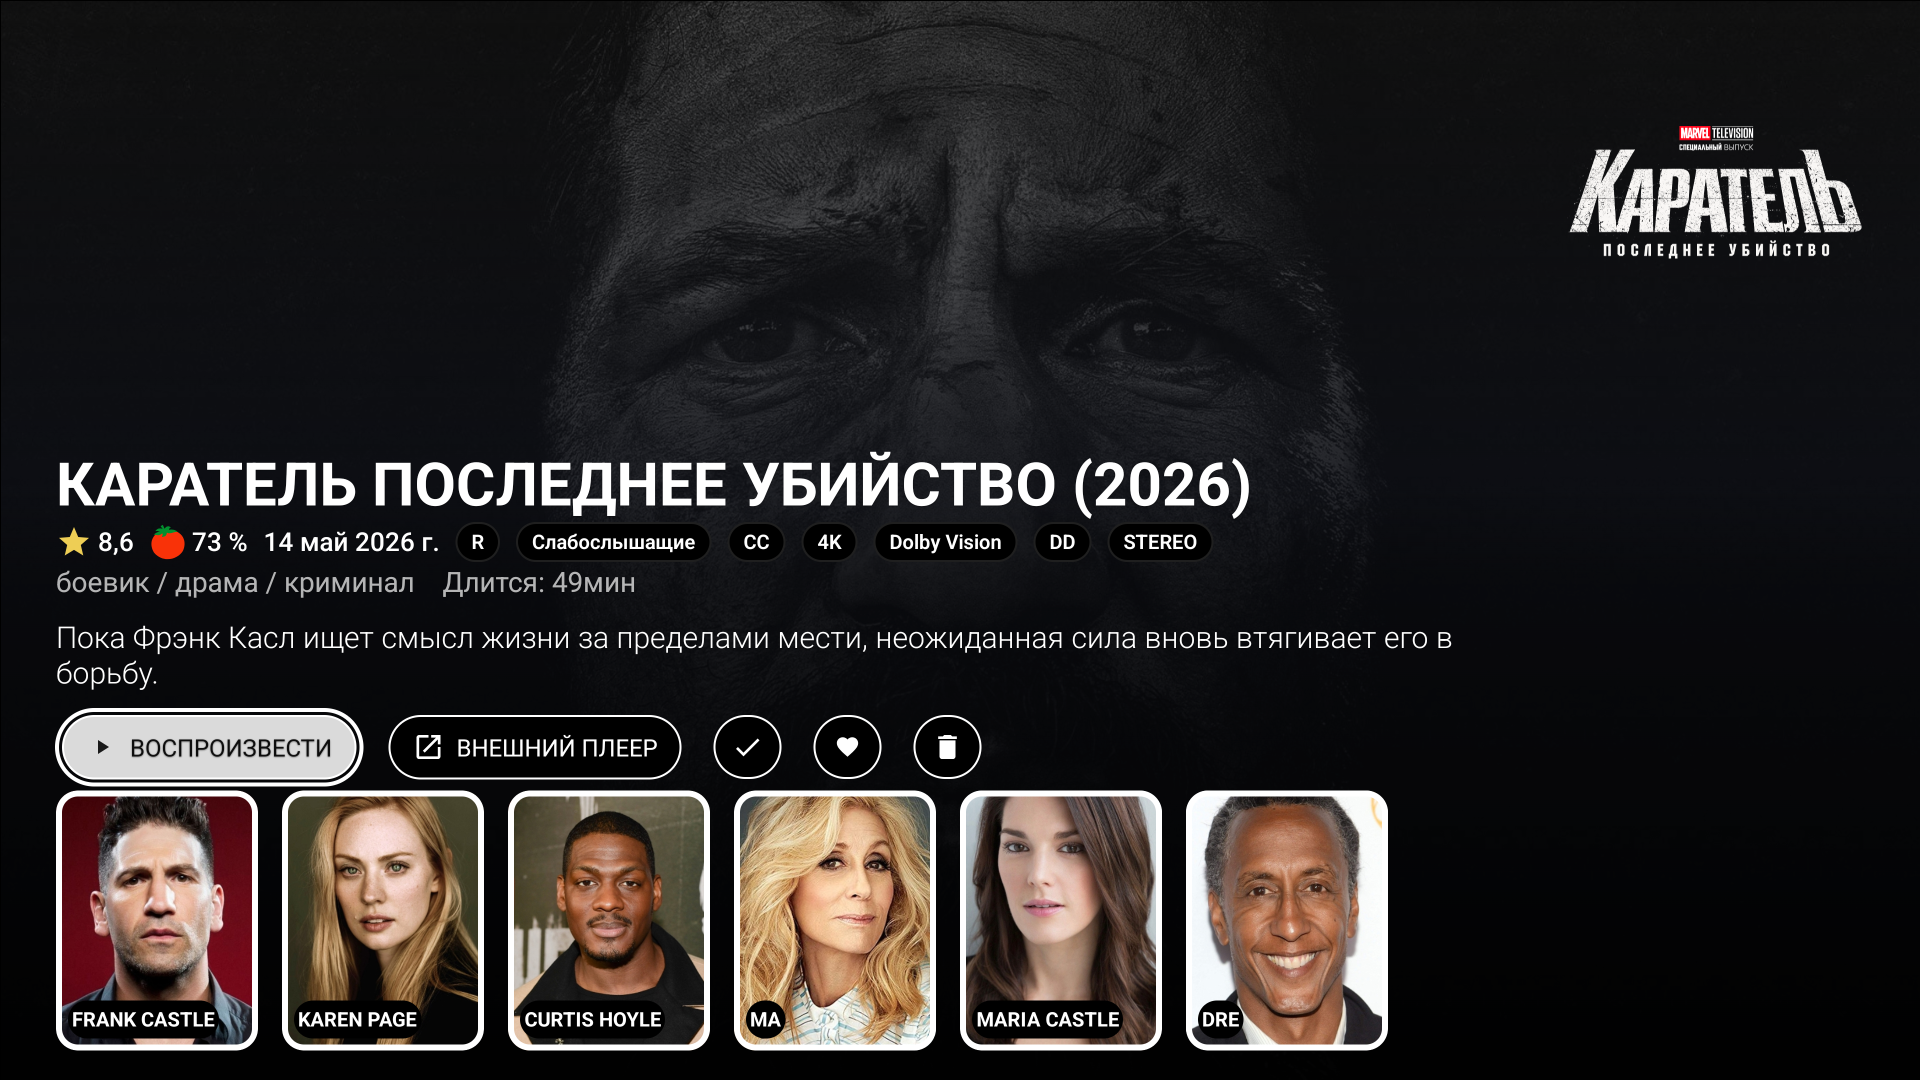 MARVEL TELEVISION
СПЕЦИАЛЬНЫЙ ВЫПУСК
КАРАТЕЛЬ
ПОСЛЕДНЕЕ УБИЙСТВО
КАРАТЕЛЬ ПОСЛЕДНЕЕ УБИЙСТВО (2026)
8,6 73 % 14 май 2026 г. R Слабослышащие CC 4K Dolby Vision DD STEREO
боевик / драма / криминал Длится: 49мин
Пока Фрэнк Касл ищет смысл жизни за пределами мести, неожиданная сила вновь втягивает его в
борьбу.
ВОСПРОИЗВЕСТИ ВНЕШНИЙ ПЛЕЕР
FRANK CASTLE KAREN PAGE CURTIS HOYLE MA MARIA CASTLE DRE